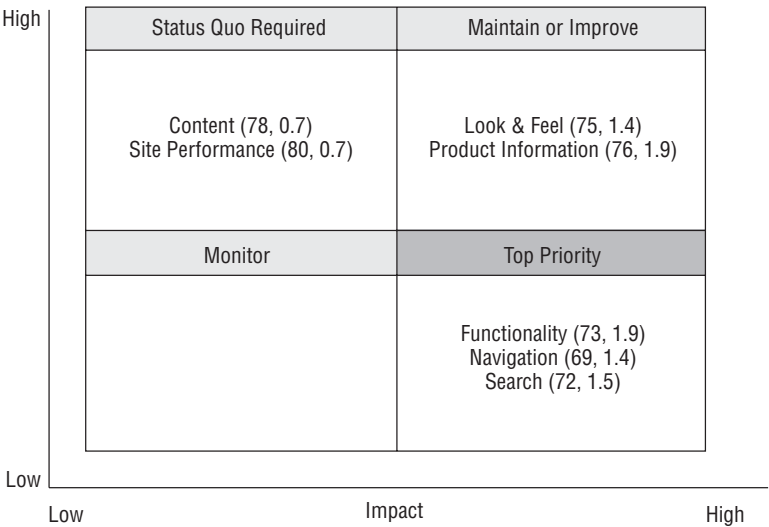 High
Status Quo Required
Maintain or Improve
Content (78, 0.7)
Site Performance (80, 0.7)
Look & Feel (75, 1.4)
Product Information (76, 1.9)
Monitor
Top Priority
Functionality (73, 1.9)
Navigation (69, 1.4)
Search (72, 1.5)
Low
Low
Impact
High